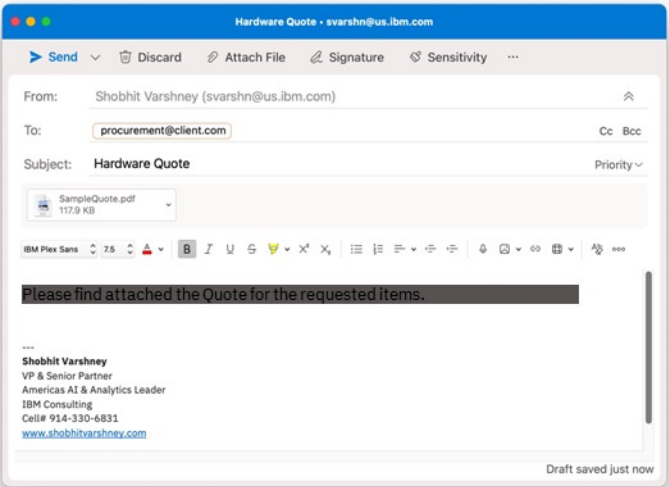 Hardware Quote • svarshn@us.ibm.com
Send Discard Attach File Signature Sensitivity ...
From: Shobhit Varshney (svarshn@us.ibm.com)
To: procurement@client.com Cc Bcc
Subject: Hardware Quote Priority
SampleQuote.pdf
117.9 KB
IBM Plex Sans 7.5 A B I U S X² X₂
Please find attached the Quote for the requested items.
---
Shobhit Varshney
VP & Senior Partner
Americas AI & Analytics Leader
IBM Consulting
Cell# 914-330-6831
www.shobhitvarshney.com
Draft saved just now